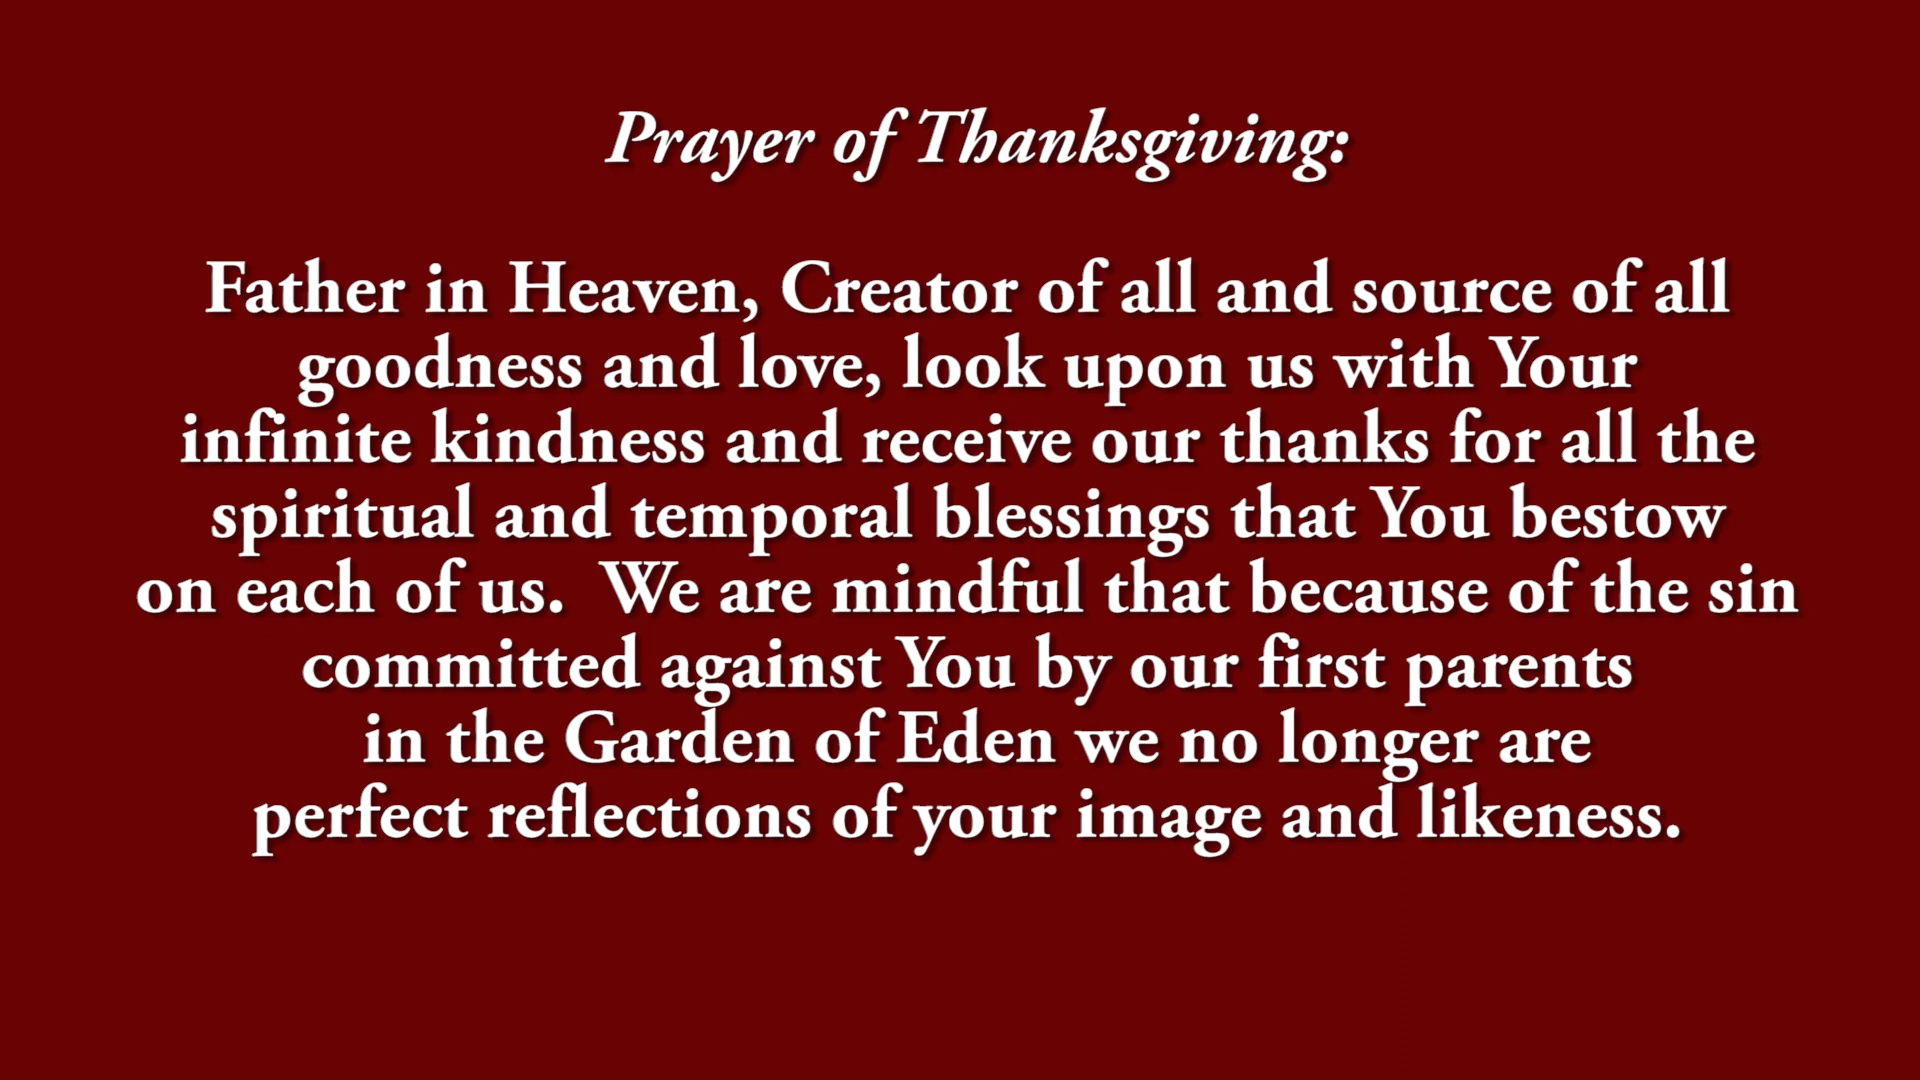 Prayer of Thanksgiving:
Father in Heaven, Creator of all and source of all
goodness and love, look upon us with Your
infinite kindness and receive our thanks for all the
spiritual and temporal blessings that You bestow
on each of us.  We are mindful that because of the sin
committed against You by our first parents
in the Garden of Eden we no longer are
perfect reflections of your image and likeness.